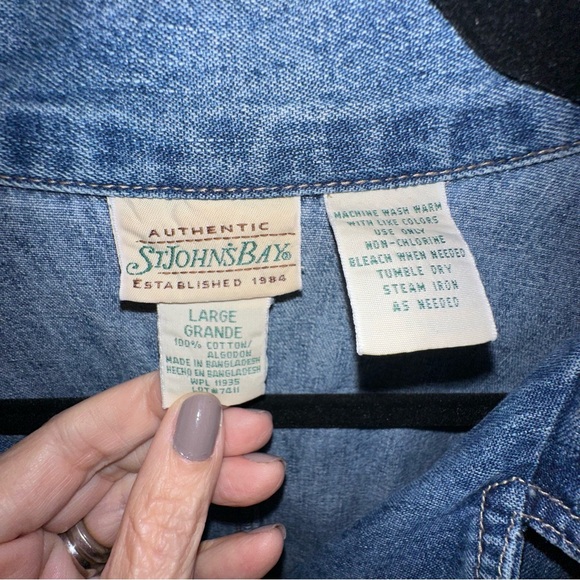 AUTHENTIC
ST JOHN'S BAY®
ESTABLISHED 1984
LARGE
GRANDE
100% COTTON/
ALGODON
MADE IN BANGLADESH
HECHO EN BANGLADESH
WPL 11935
LOT#7411
MACHINE WASH WARM
WITH LIKE COLORS
USE ONLY
NON-CHLORINE
BLEACH WHEN NEEDED
TUMBLE DRY
STEAM IRON
AS NEEDED